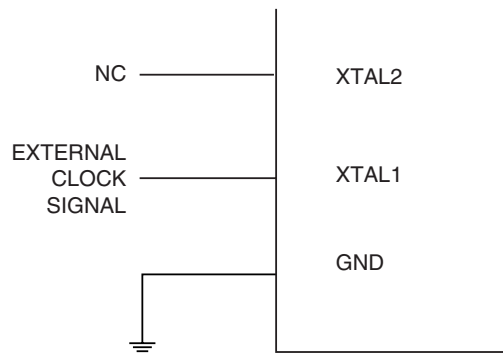 NC
XTAL2
EXTERNAL
CLOCK
SIGNAL
XTAL1
GND